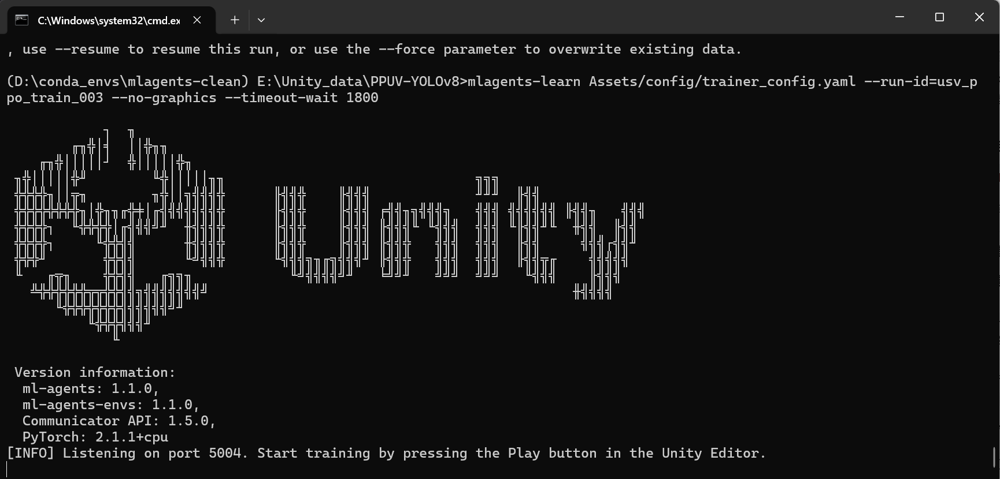 C:\Windows\system32\cmd.ex
, use --resume to resume this run, or use the --force parameter to overwrite existing data.
(D:\conda_envs\mlagents-clean) E:\Unity_data\PPUV-YOLOv8>mlagents-learn Assets/config/trainer_config.yaml --run-id=usv_p
po_train_003 --no-graphics --timeout-wait 1800
unity
Version information:
ml-agents: 1.1.0,
ml-agents-envs: 1.1.0,
Communicator API: 1.5.0,
PyTorch: 2.1.1+cpu
[INFO] Listening on port 5004. Start training by pressing the Play button in the Unity Editor.